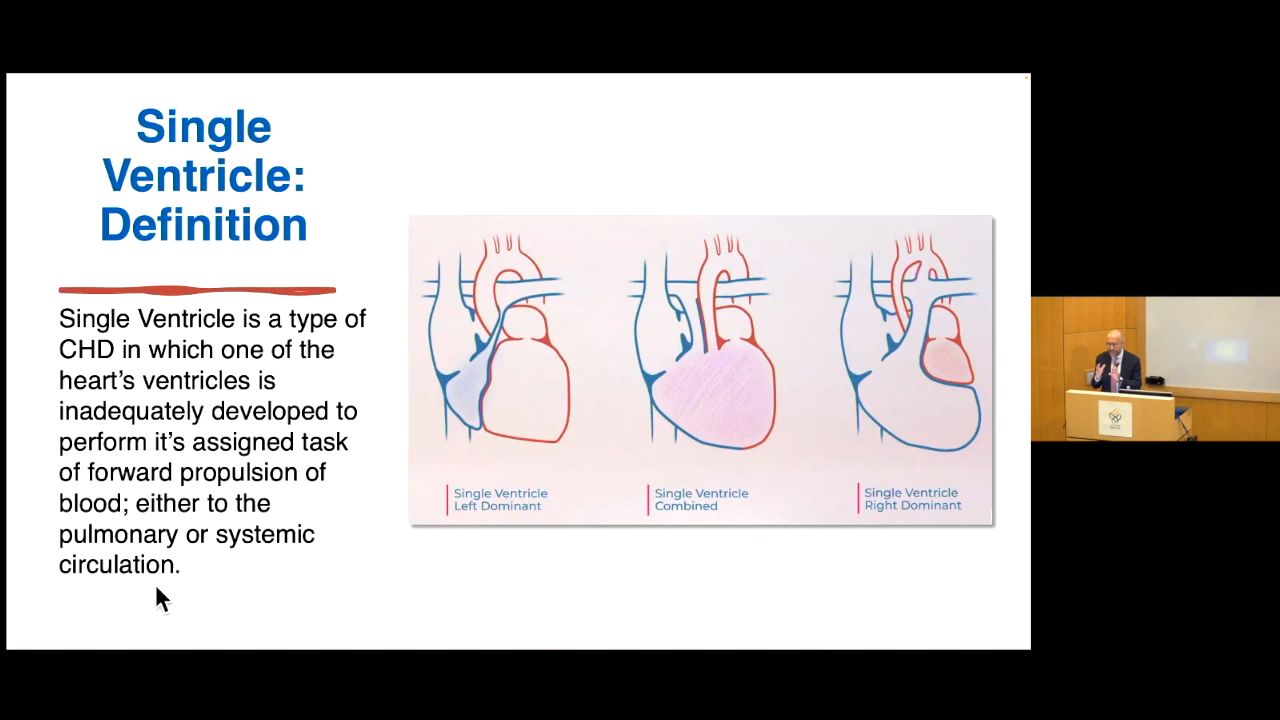 Single
Ventricle:
Definition
Single Ventricle is a type of
CHD in which one of the
heart's ventricles is
inadequately developed to
perform it's assigned task
of forward propulsion of
blood; either to the
pulmonary or systemic
circulation.
Single Ventricle
Left Dominant
Single Ventricle
Combined
Single Ventricle
Right Dominant